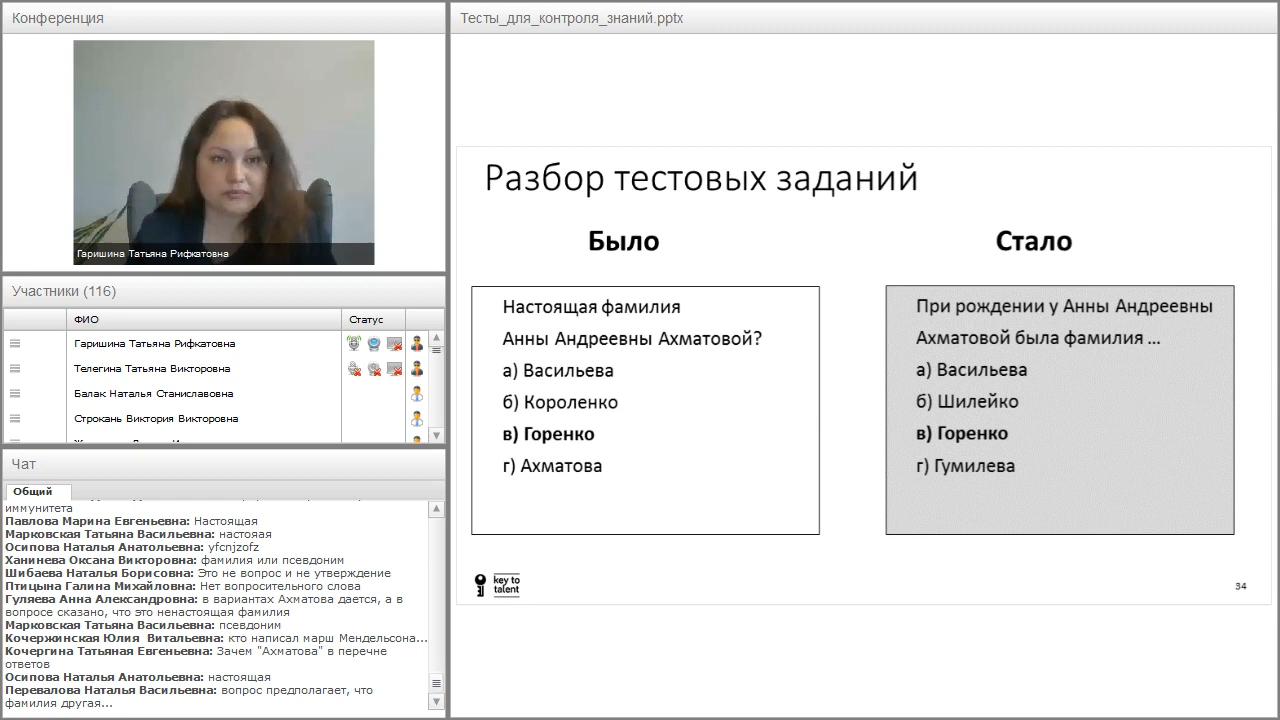 Конференция
Гаришина Татьяна Рифкатовна
Участники (116)
ФИО
Статус
Гаришина Татьяна Рифкатовна
Телегина Татьяна Викторовна
Балак Наталья Станиславовна
Строкань Виктория Викторовна
Чат
Общий
иммунитета
Павлова Марина Евгеньевна: Настоящая
Марковская Татьяна Васильевна: настояая
Осипова Наталья Анатольевна: yfcnjzofz
Ханинева Оксана Викторовна: фамилия или псевдоним
Шибаева Наталья Борисовна: Это не вопрос и не утверждение
Птицына Галина Михайловна: Нет вопросительного слова
Гуляева Анна Александровна: в вариантах Ахматова дается, а в
вопросе сказано, что это ненастоящая фамилия
Марковская Татьяна Васильевна: псевдоним
Кочержинская Юлия Витальевна: кто написал марш Мендельсона...
Кочергина Татьяная Евгеньевна: Зачем "Ахматова" в перечне
ответов
Осипова Наталья Анатольевна: настоящая
Перевалова Наталья Васильевна: вопрос предполагает, что
фамилия другая...
Тесты_для_контроля_знаний.pptx
Разбор тестовых заданий
Было
Настоящая фамилия
Анны Андреевны Ахматовой?
а) Васильева
б) Короленко
в) Горенко
г) Ахматова
Стало
При рождении у Анны Андреевны
Ахматовой была фамилия ...
а) Васильева
б) Шилейко
в) Горенко
г) Гумилева
key to
talent
34